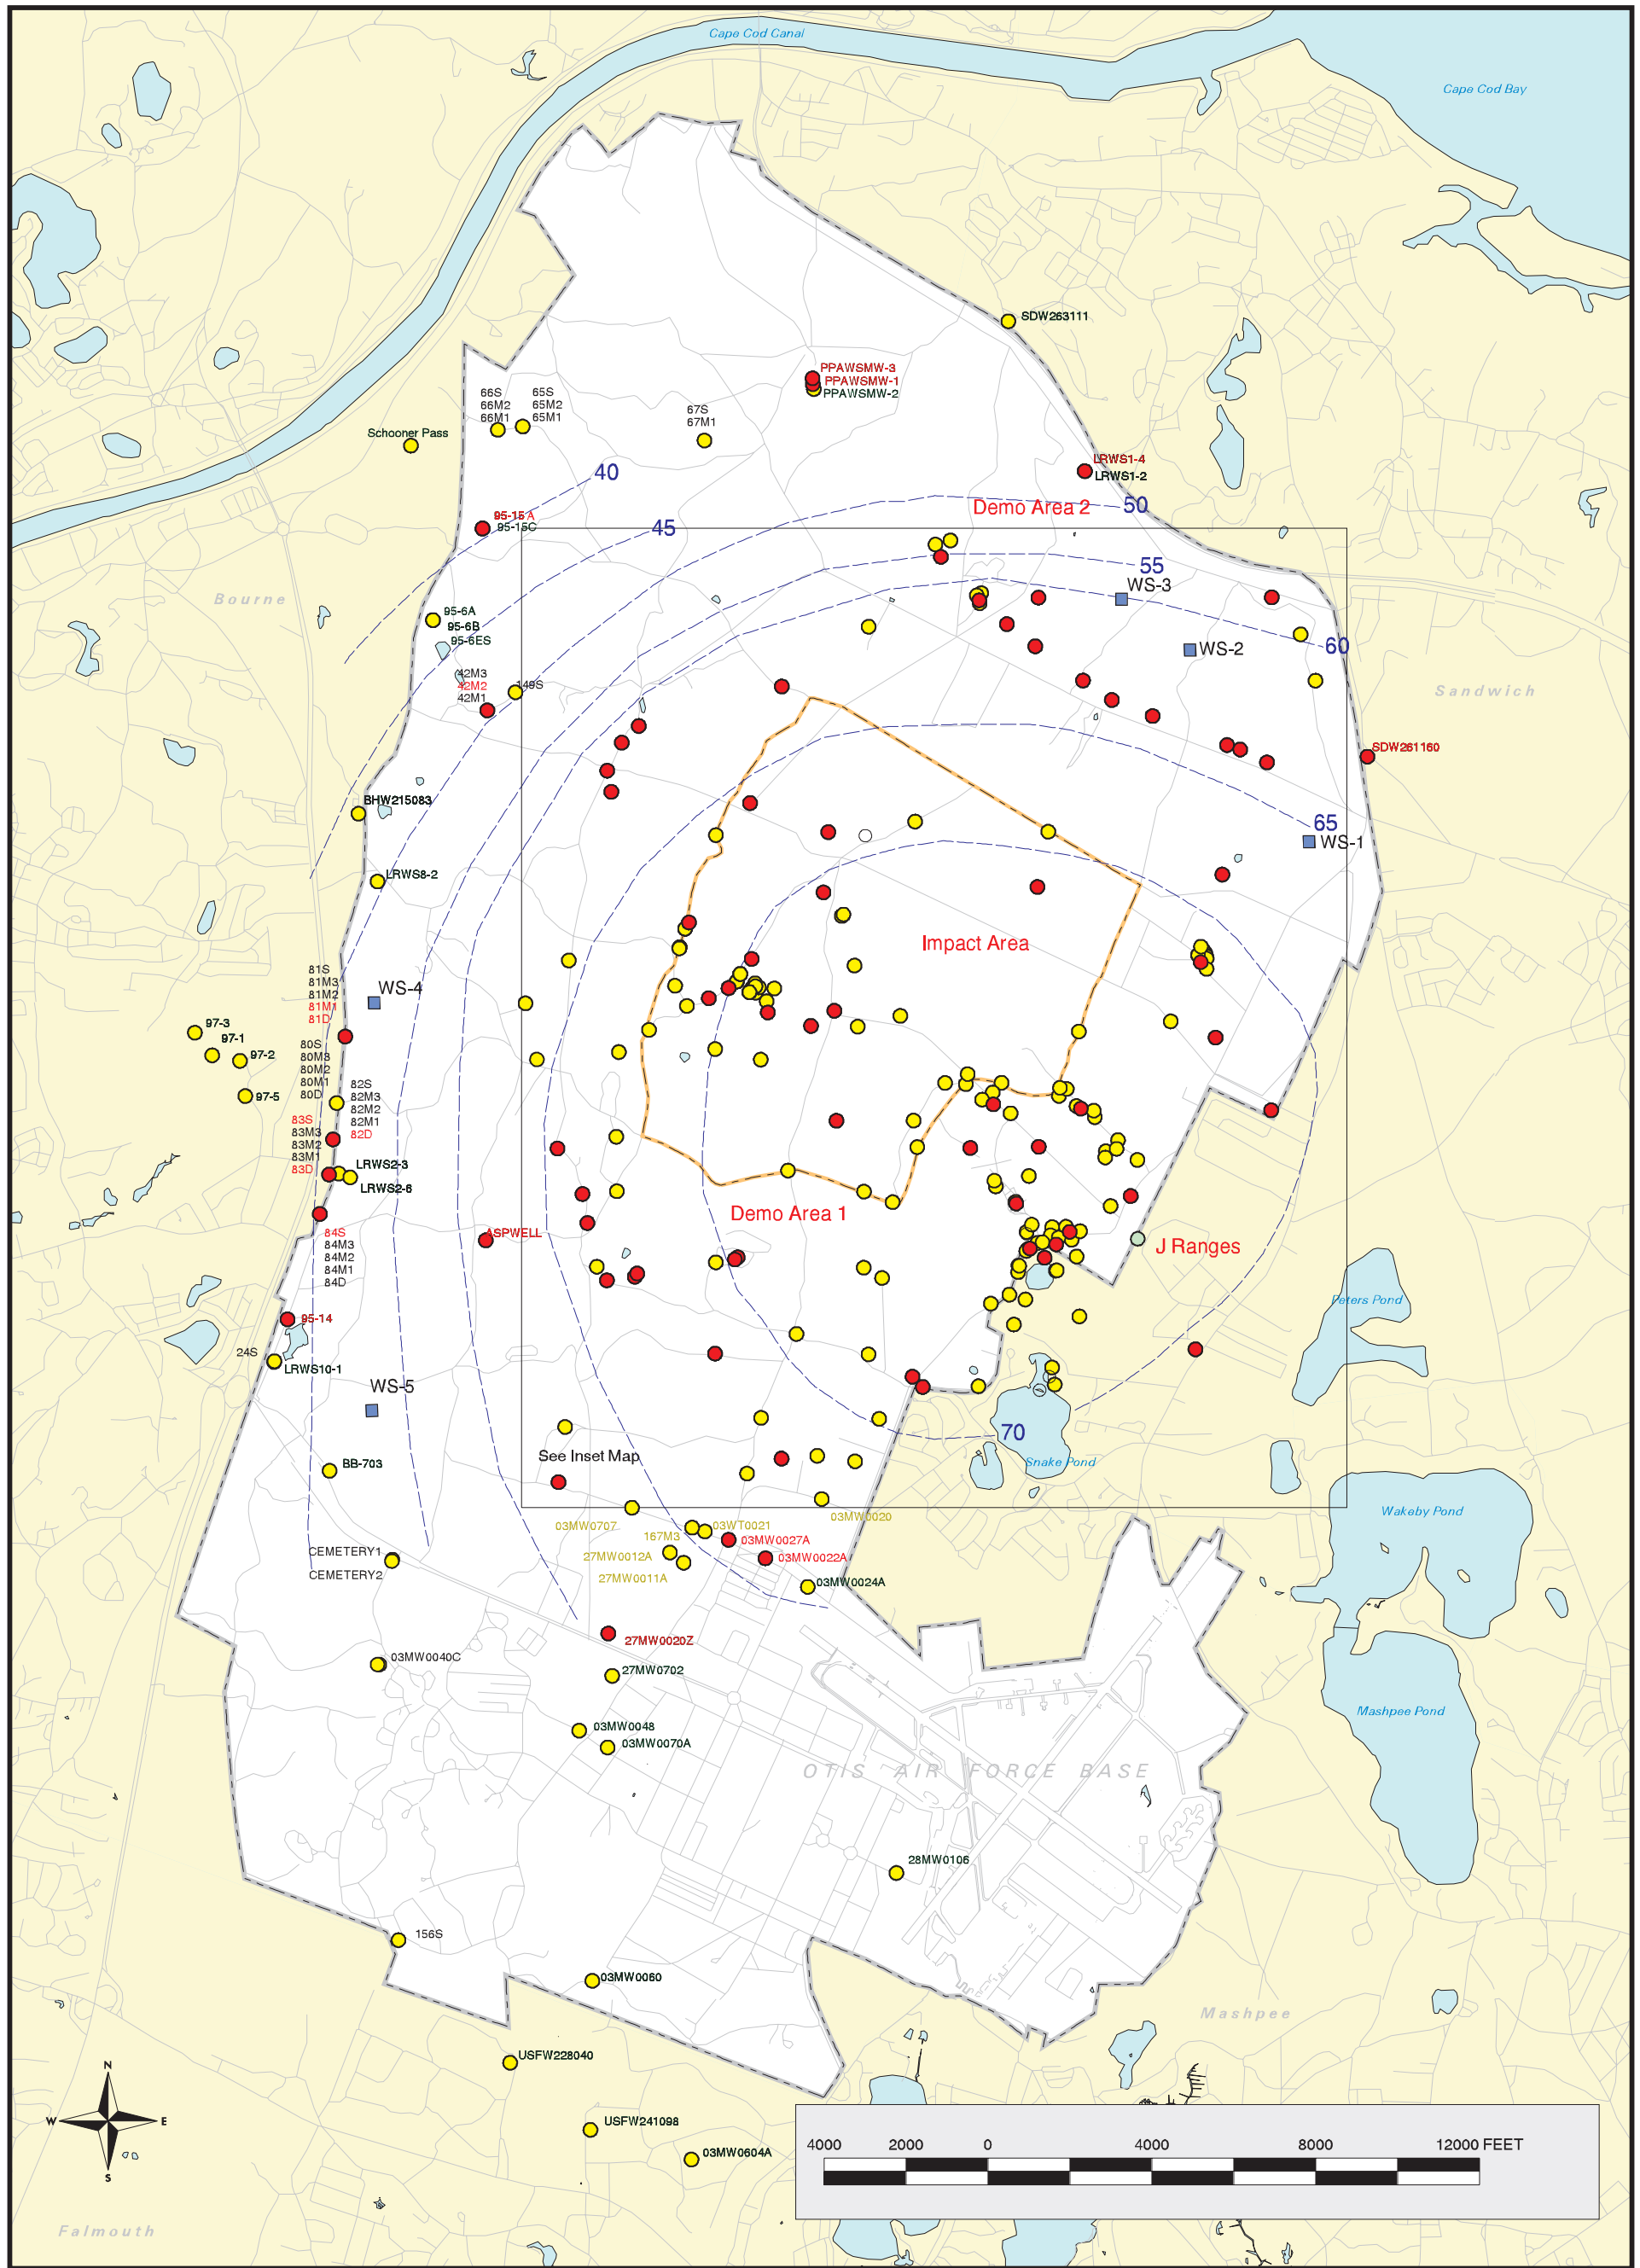 Cape Cod Canal
Cape Cod Bay
SDW263111
PPAWSMW-3
PPAWSMW-1
PPAWSMW-2
66S
66M2
66M1
65S
65M2
65M1
67S
67M1
Schooner Pass
LRWS1-4
LRWS1-2
40
45
50
Demo Area 2
95-15A
95-15C
55
WS-3
Bourne
95-6A
95-6B
95-6ES
60
WS-2
42M3
42M2
42M1
149S
Sandwich
SDW261160
BHW215083
65
WS-1
LRWS8-2
Impact Area
81S
81M3
81M2
81M1
81D
WS-4
97-3
97-1
97-2
97-5
80S
80M3
80M2
80M1
80D
82S
82M3
82M2
82M1
82D
83S
83M3
83M2
83M1
83D
LRWS2-3
LRWS2-6
Demo Area 1
ASPWELL
J Ranges
84S
84M3
84M2
84M1
84D
Peters Pond
95-14
24S
LRWS10-1
WS-5
70
See Inset Map
BB-703
Snake Pond
Wakeby Pond
03MW0020
03MW0707
03WT0021
167M3
03MW0027A
27MW0012A
03MW0022A
27MW0011A
CEMETERY1
CEMETERY2
03MW0024A
27MW0020Z
03MW0040C
27MW0702
Mashpee Pond
03MW0048
03MW0070A
OTIS AIR FORCE BASE
28MW0106
156S
03MW0060
Mashpee
USFW228040
N
W E
S
USFW241098
03MW0604A
4000 2000 0 4000 8000 12000 FEET
Falmouth